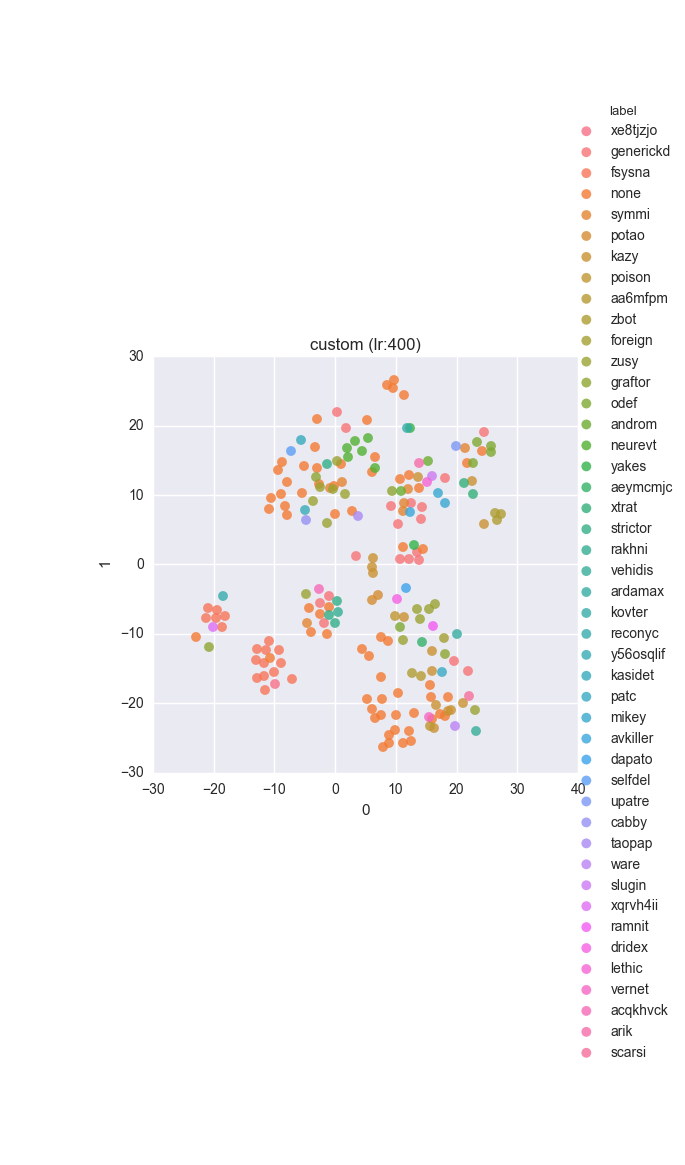 label
xe8tjzjo
generickd
fsysna
none
symmi
potao
kazy
poison
aa6mfpm
zbot
foreign
zusy
graftor
odef
androm
neurevt
yakes
aeymcmjc
xtrat
strictor
rakhni
vehidis
ardamax
kovter
reconyc
y56osqlif
kasidet
patc
mikey
avkiller
dapato
selfdel
upatre
cabby
taopap
ware
slugin
xqrvh4ii
ramnit
dridex
lethic
vernet
acqkhvck
arik
scarsi
custom (lr:400)
30
20
10
0
−10
−20
−30
1
−30 −20 −10 0 10 20 30 40
0